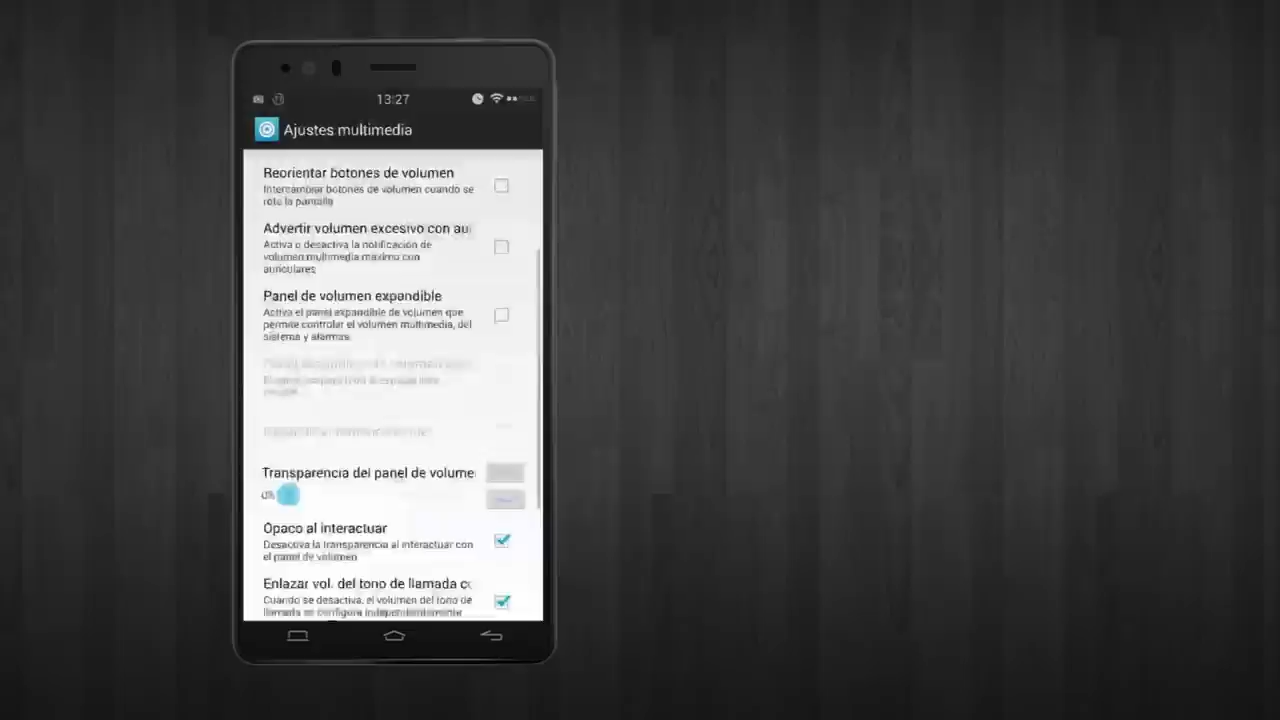 13:27
Ajustes multimedia
Reorientar botones de volumen
Intercambiar botones de volumen cuando se
rota la pantalla
Advertir volumen excesivo con au
Activa o desactiva la notificación de
volumen multimedia máximo con
auriculares
Panel de volumen expandible
Activa el panel expandible de volumen que
permite controlar el volumen multimedia, del
sistema y alarmas
Transparencia del panel de volume
0%
Opaco al interactuar
Desactiva la transparencia al interactuar con
el panel de volumen
Enlazar vol. del tono de llamada co
Cuando se desactiva, el volumen del tono de
llamada se configura independientemente